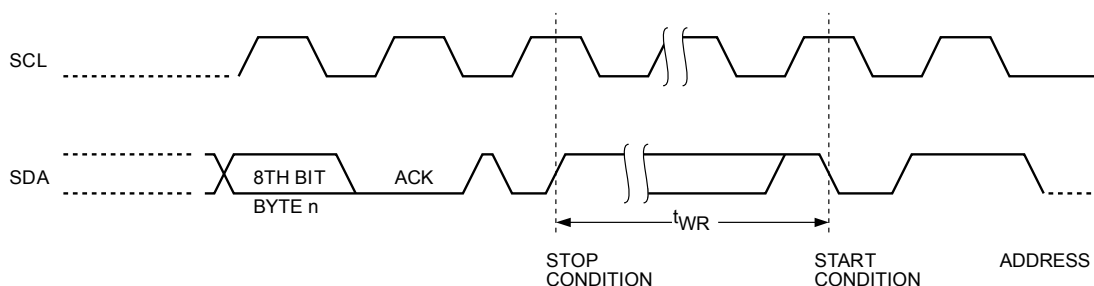 SCL
SDA
8TH BIT
ACK
BYTE n
tWR
STOP
CONDITION
START
CONDITION
ADDRESS